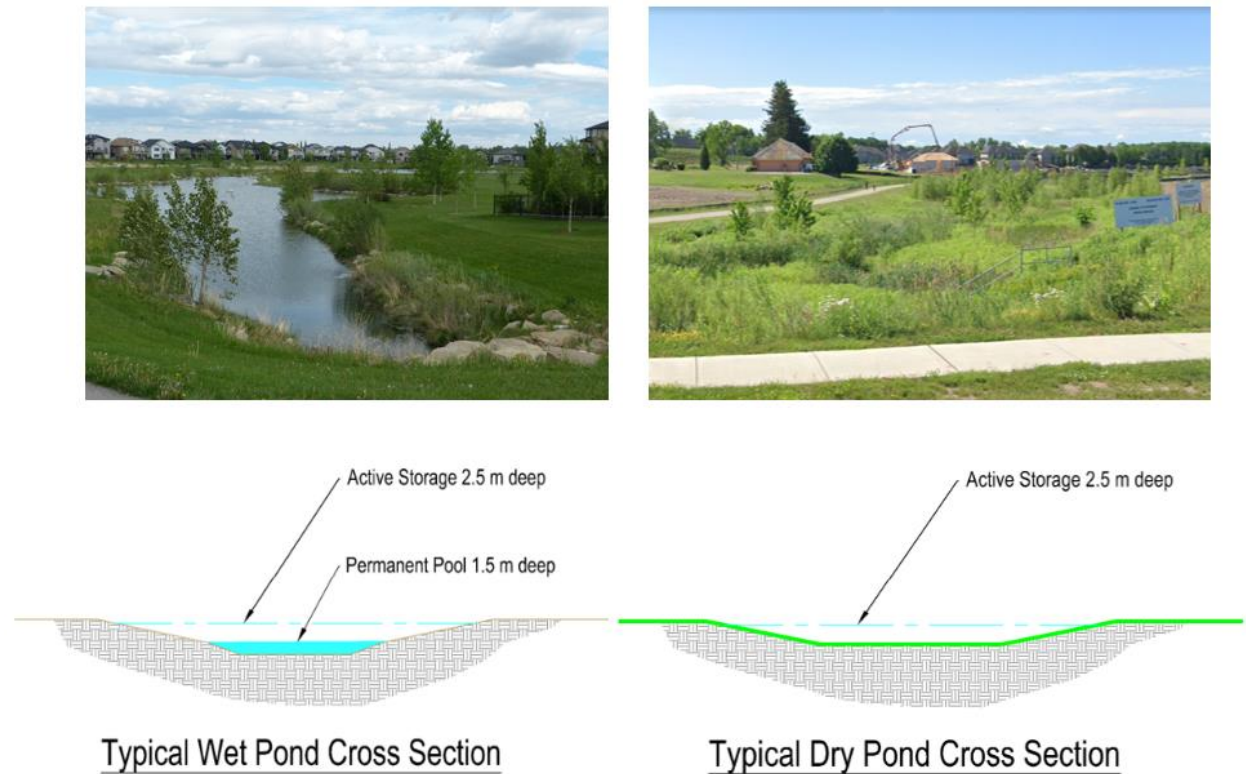 Active Storage 2.5 m deep
Permanent Pool 1.5 m deep
Typical Wet Pond Cross Section
Active Storage 2.5 m deep
Typical Dry Pond Cross Section